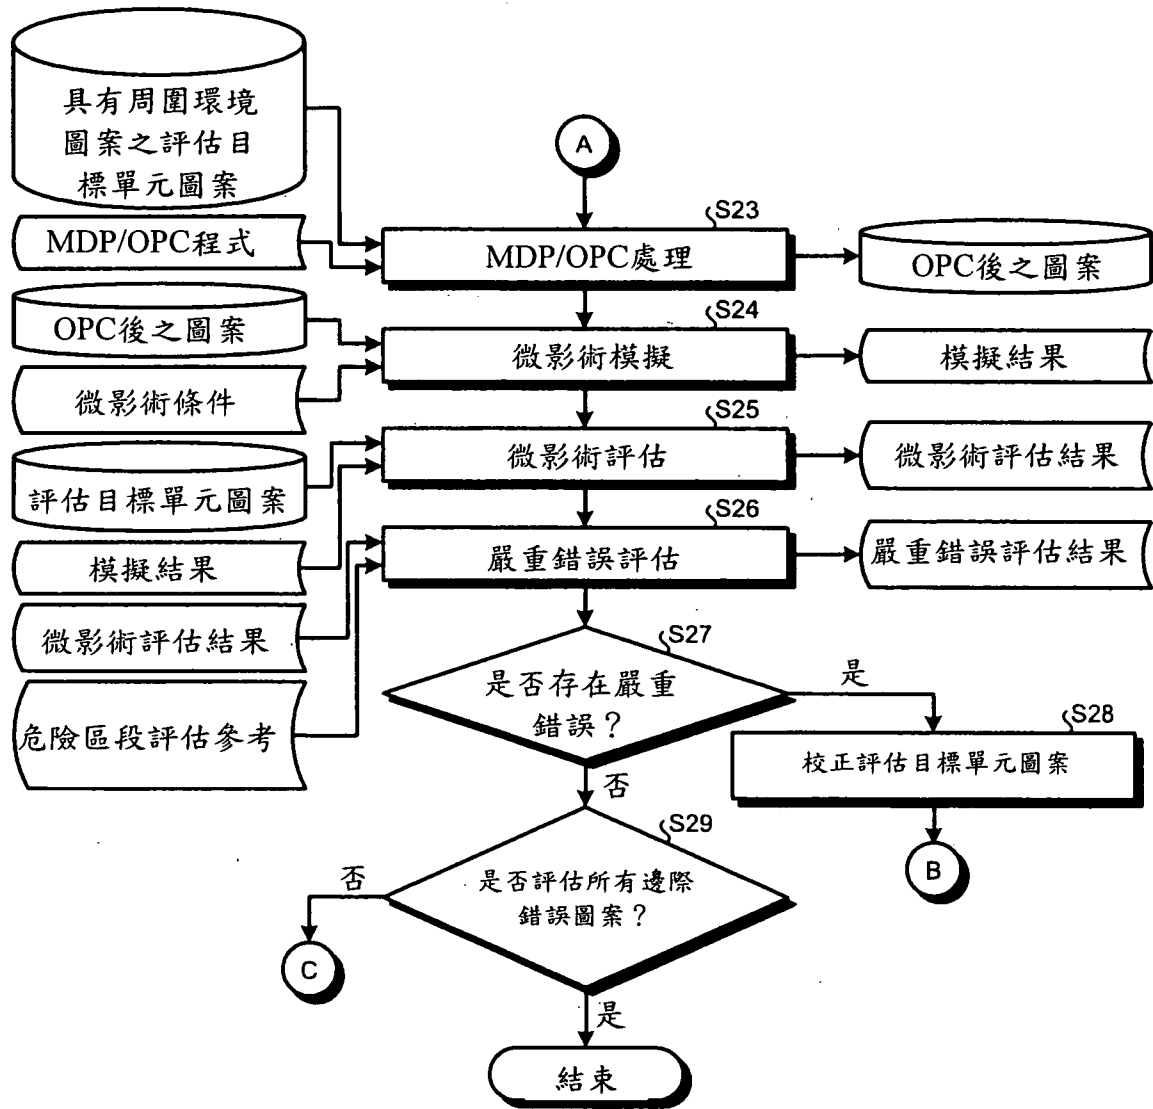 具有周圍環境
圖案之評估目
標單元圖案
A
S23
MDP/OPC程式
MDP/OPC處理
OPC後之圖案
S24
OPC後之圖案
微影術模擬
模擬結果
微影術條件
S25
微影術評估
微影術評估結果
評估目標單元圖案
S26
模擬結果
嚴重錯誤評估
嚴重錯誤評估結果
微影術評估結果
S27
是否存在嚴重
錯誤？
是
危險區段評估參考
S28
校正評估目標單元圖案
否
S29
B
是否評估所有邊際
錯誤圖案？
否
C
是
結束